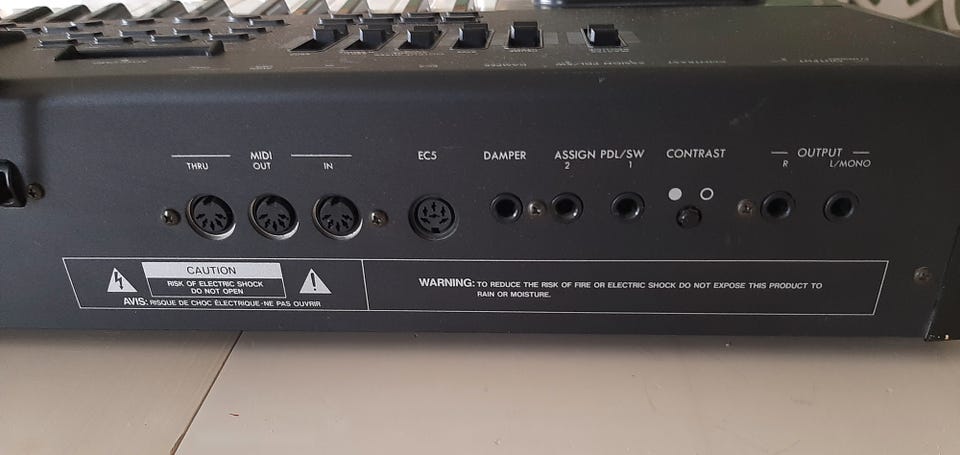 MIDI
THRU OUT IN
EC5
DAMPER
ASSIGN PDL/SW
2 1
CONTRAST
OUTPUT
R L/MONO
CAUTION
RISK OF ELECTRIC SHOCK
DO NOT OPEN
AVIS: RISQUE DE CHOC ÉLECTRIQUE-NE PAS OUVRIR
WARNING: TO REDUCE THE RISK OF FIRE OR ELECTRIC SHOCK DO NOT EXPOSE THIS PRODUCT TO
RAIN OR MOISTURE.